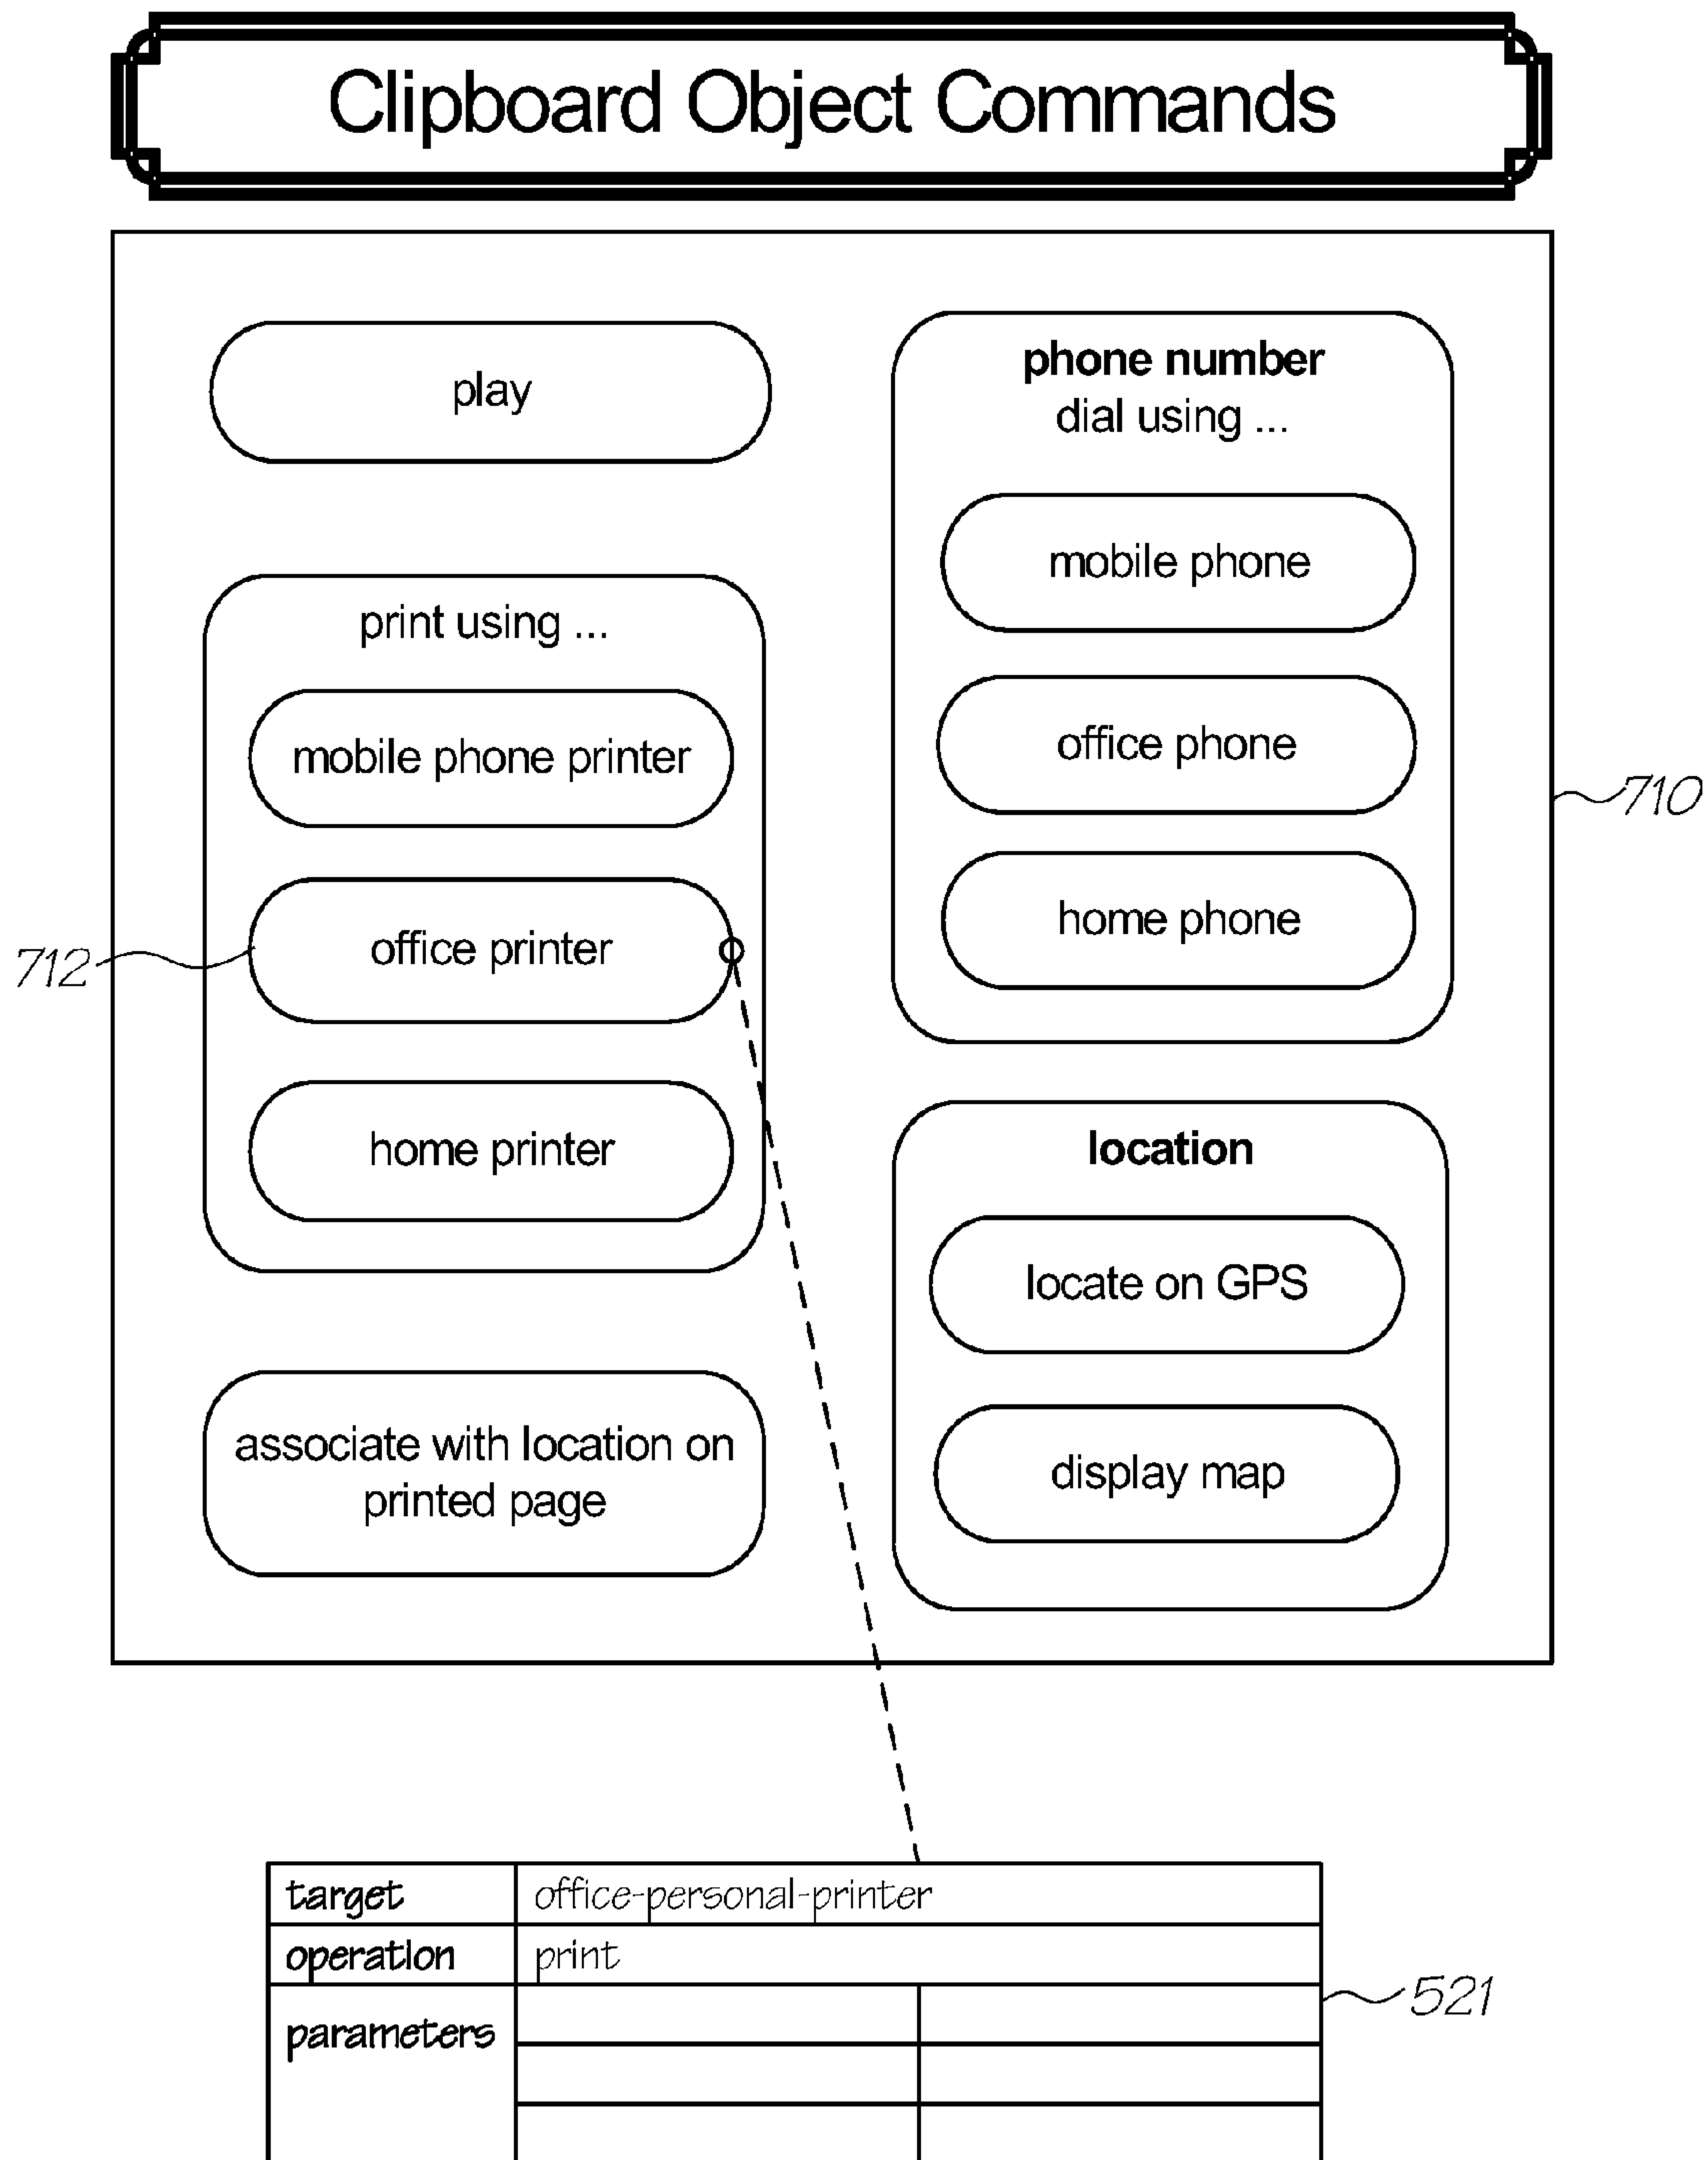 Clipboard Object Commands
play
print using ...
mobile phone printer
712
office printer
home printer
associate with location on
printed page
phone number
dial using ...
mobile phone
office phone
home phone
710
location
locate on GPS
display map
target office-personal-printer
operation print
parameters
521